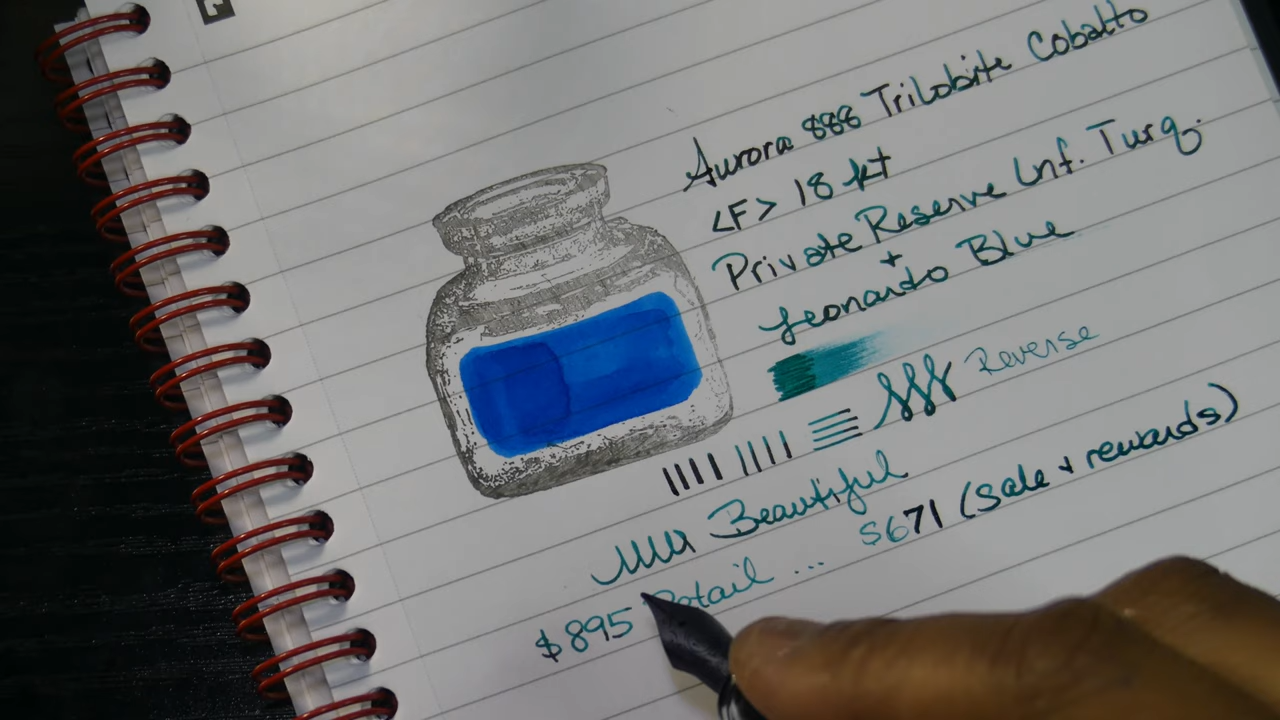 Aurora 888 Trilobite Cobalto
<F> 18 kt
Private Reserve Inf. Turq.
+
Leonardo Blue
Reverse
Beautiful
$895 Retail ... $671 (Sale + rewards)